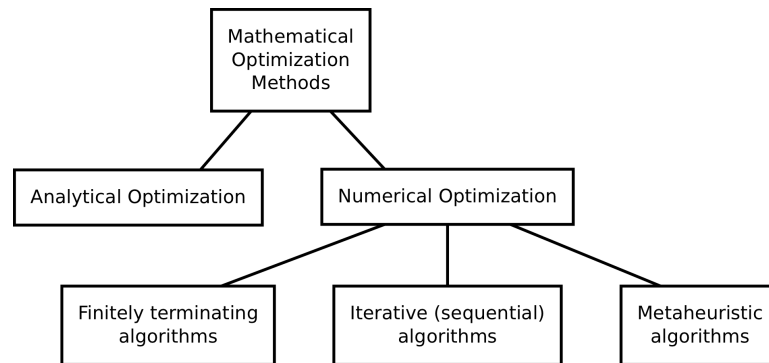 Mathematical
Optimization
Methods
Analytical Optimization
Numerical Optimization
Finitely terminating
algorithms
Iterative (sequential)
algorithms
Metaheuristic
algorithms